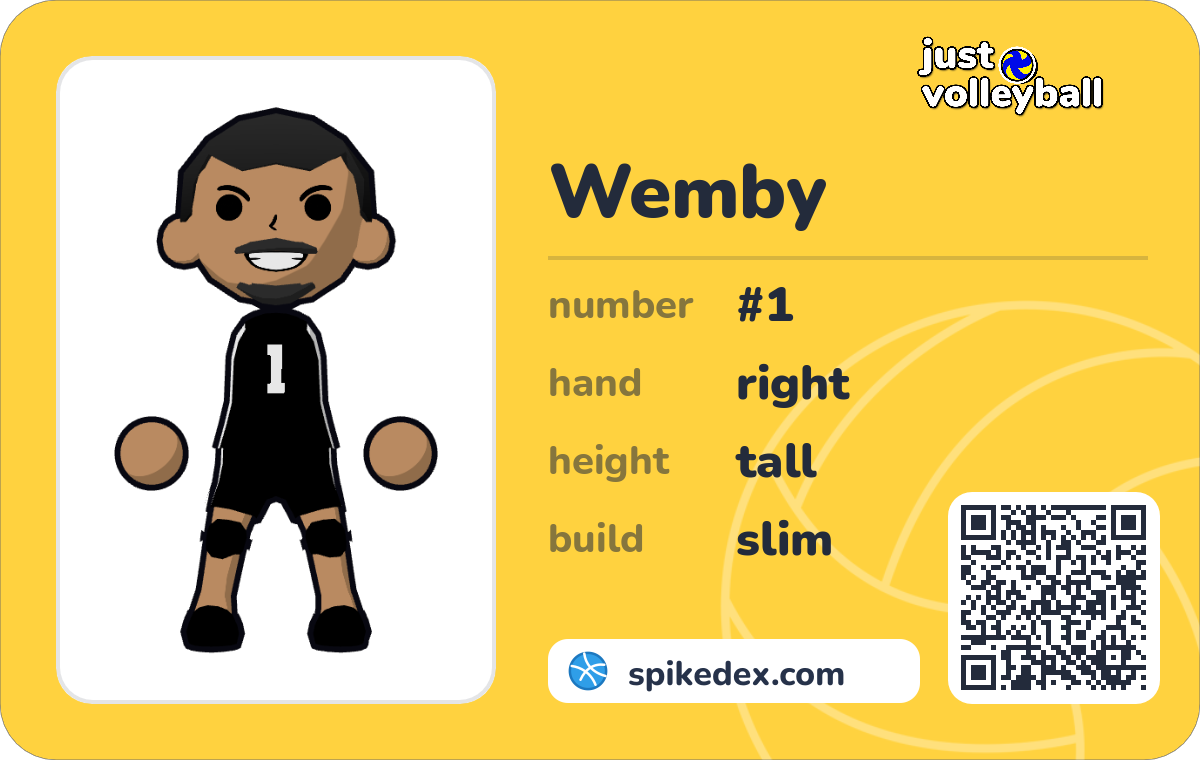 just
volleyball
Wemby
number #1
hand right
height tall
build slim
1
spikedex.com